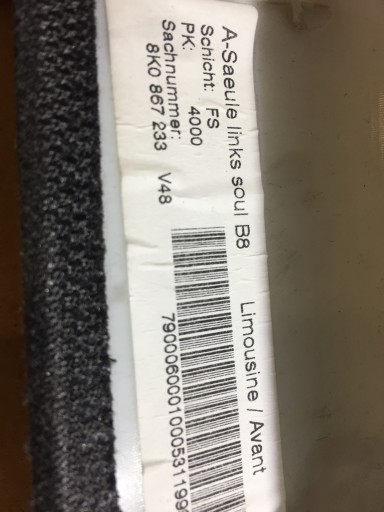 A-Saeule links soul B8 Limousine / Avant
Schicht: FS
PK: 4000
Sachnummer:
8K0 867 233 V48
7900060001000531199